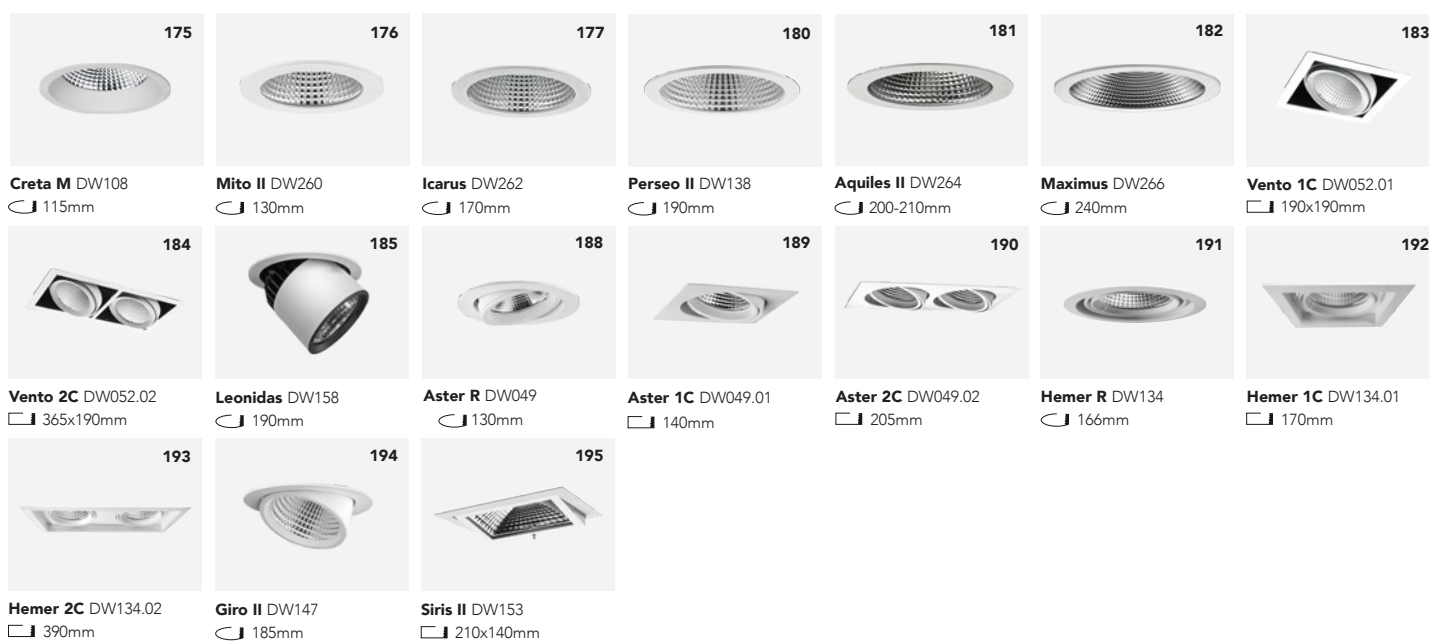 175
176
177
180
181
182
183
Creta M DW108
115mm
Mito II DW260
130mm
Icarus DW262
170mm
Perseo II DW138
190mm
Aquiles II DW264
200-210mm
Maximus DW266
240mm
Vento 1C DW052.01
190x190mm
184
185
188
189
190
191
192
Vento 2C DW052.02
365x190mm
Leonidas DW158
190mm
Aster R DW049
130mm
Aster 1C DW049.01
140mm
Aster 2C DW049.02
205mm
Hemer R DW134
166mm
Hemer 1C DW134.01
170mm
193
194
195
Hemer 2C DW134.02
390mm
Giro II DW147
185mm
Siris II DW153
210x140mm